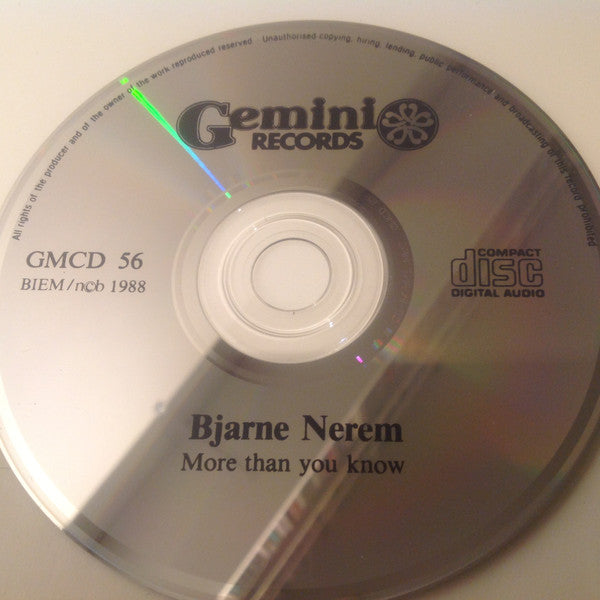 All rights of the producer and of the owner of the work reproduced reserved Unauthorised copying, hiring, lending, public performance and broadcasting of this record prohibited
Gemini
RECORDS
GMCD 56
BIEM/ncb 1988
COMPACT
disc
DIGITAL AUDIO
Bjarne Nerem
More than you know